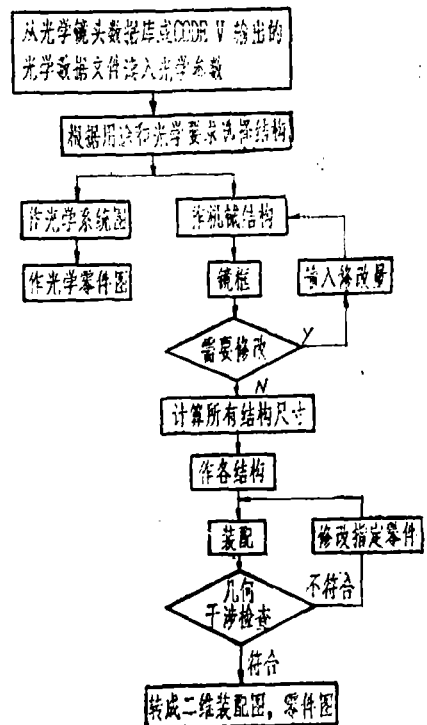 从光学镜头数据库或CODE V 输出的
光学数据文件读入光学参数
根据用途和光学要求选择结构
作光学系统图
作机械结构
作光学零件图
镜框
输入修改量
需要修改
Y
N
计算所有结构尺寸
作各结构
装配
修改指定零件
几何
干涉检查
不符合
符合
转成二维装配图，零件图